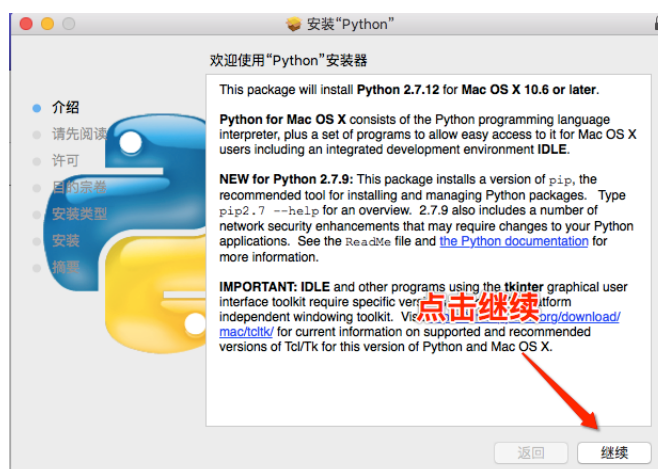 安装“Python”
欢迎使用“Python”安装器
介绍
请先阅读
许可
目的宗卷
安装类型
安装
摘要
This package will install Python 2.7.12 for Mac OS X 10.6 or later.
Python for Mac OS X consists of the Python programming language
interpreter, plus a set of programs to allow easy access to it for Mac OS X
users including an integrated development environment IDLE.
NEW for Python 2.7.9: This package installs a version of pip, the
recommended tool for installing and managing Python packages. Type
pip2.7 --help for an overview. 2.7.9 also includes a number of
network security enhancements that may require changes to your Python
applications. See the ReadMe file and the Python documentation for
more information.
IMPORTANT: IDLE and other programs using the tkinter graphical user
interface toolkit require specific
independent windowing toolkit. org/download/
mac/tcltk/ for current information on supported and recommended
versions of Tcl/Tk for this version of Python and Mac OS X.
点击继续
返回
继续